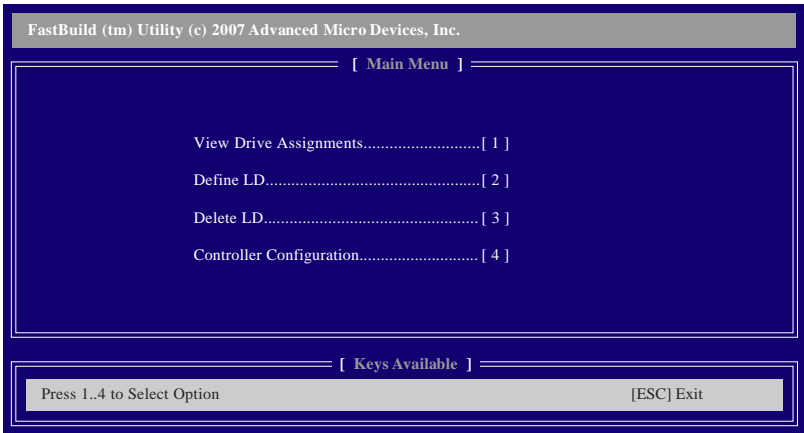 FastBuild (tm) Utility (c) 2007 Advanced Micro Devices, Inc.
[ Main Menu ]
View Drive Assignments...........................[ 1 ]
Define LD..................................................[ 2 ]
Delete LD.................................................. [ 3 ]
Controller Configuration............................ [ 4 ]
[ Keys Available ]
Press 1..4 to Select Option [ESC] Exit